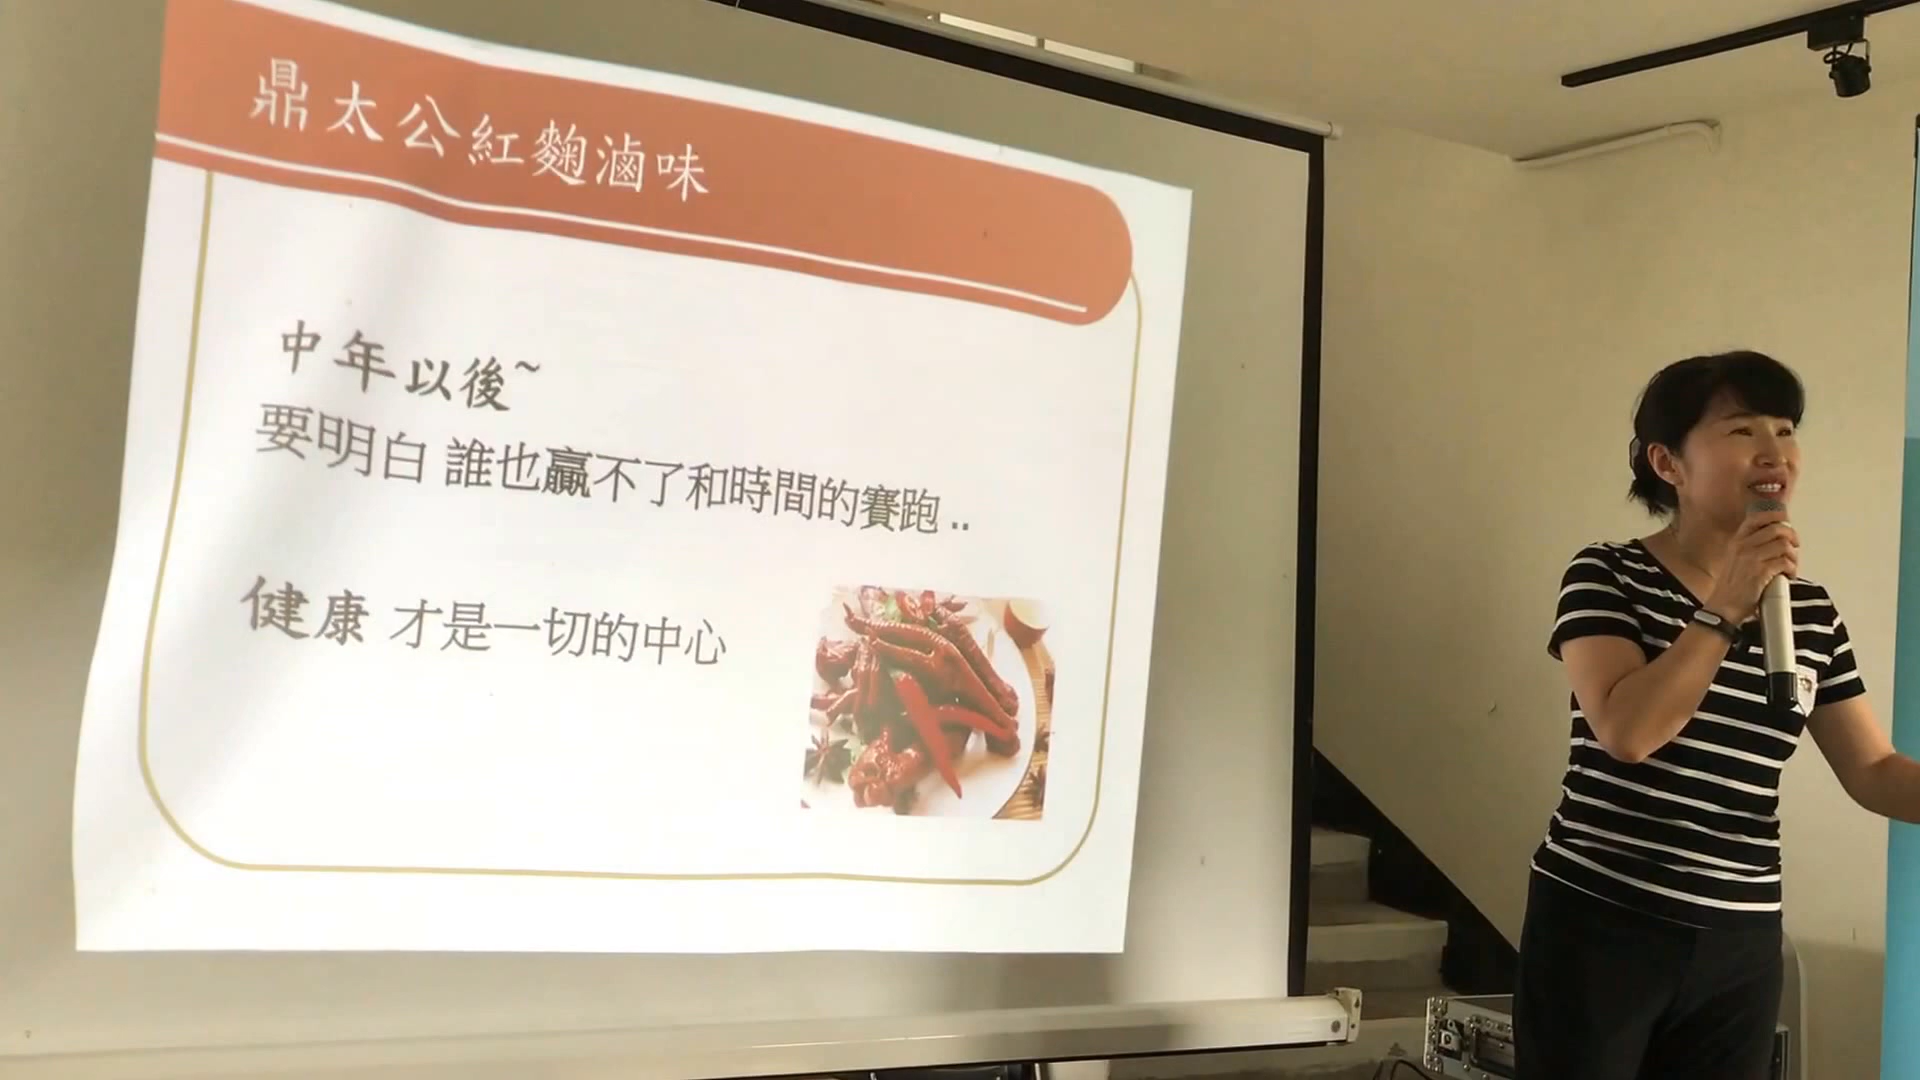 鼎太公紅麴滷味
中年以後~
要明白 誰也贏不了和時間的賽跑 ..
健康 才是一切的中心